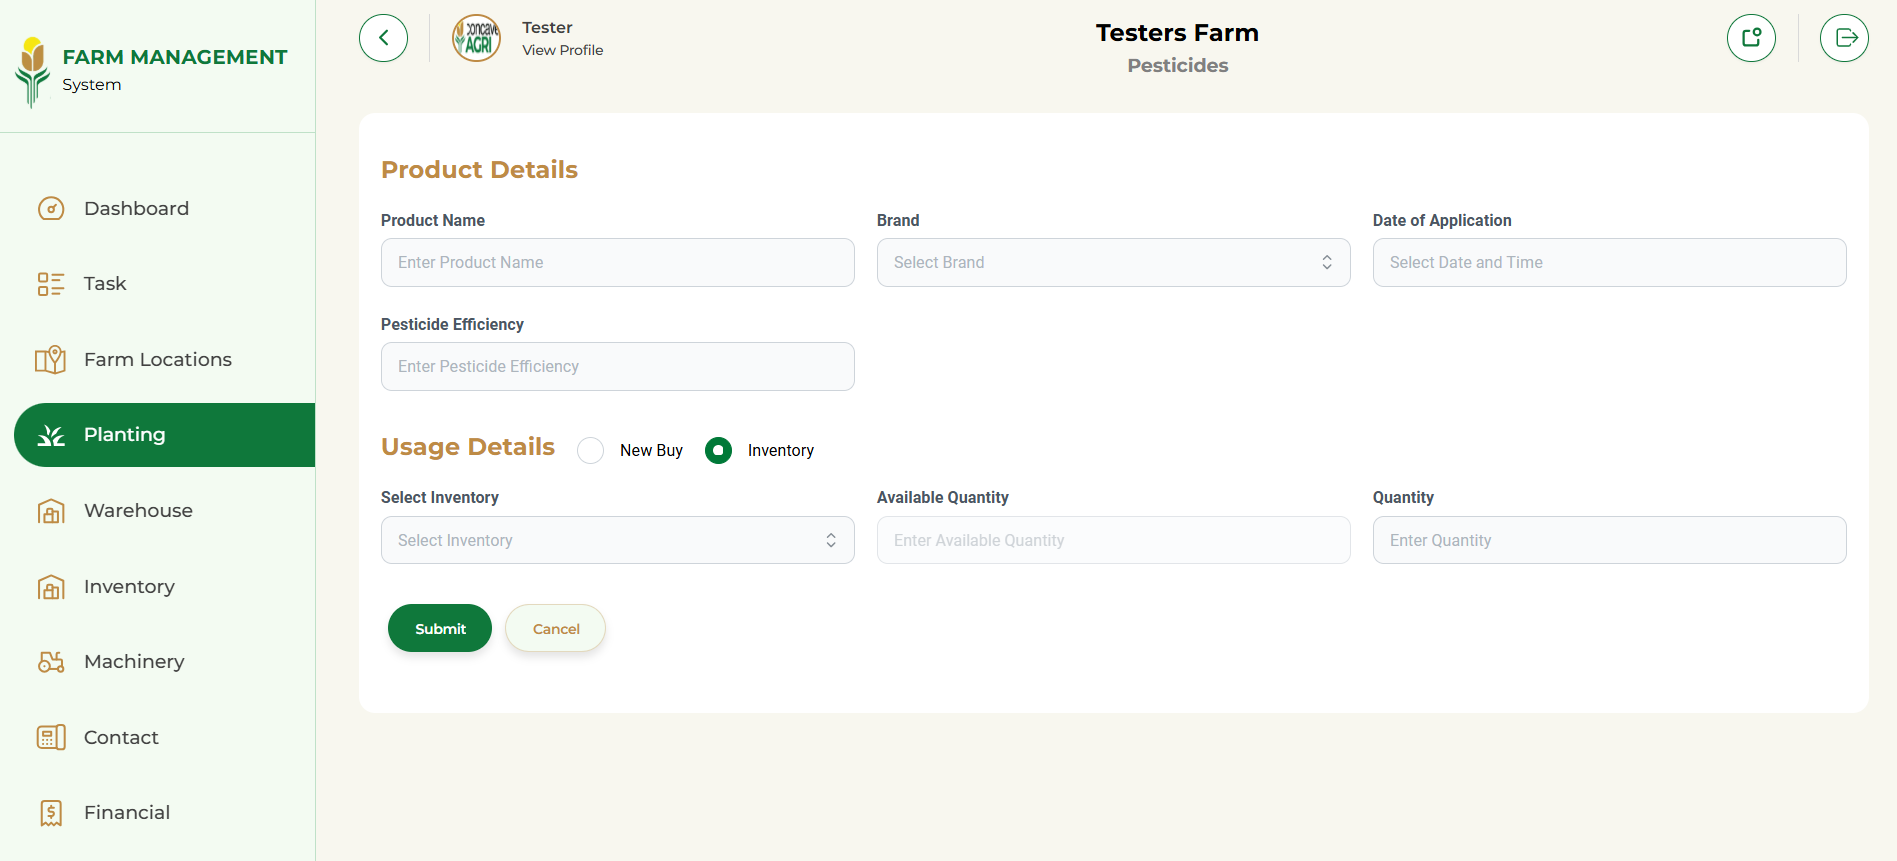 FARM MANAGEMENT
System
Dashboard
Task
Farm Locations
Planting
Warehouse
Inventory
Machinery
Contact
Financial
concave
AGRI
Tester
View Profile
Testers Farm
Pesticides
Product Details
Product Name
Brand
Date of Application
Enter Product Name
Select Brand
Select Date and Time
Pesticide Efficiency
Enter Pesticide Efficiency
Usage Details
New Buy
Inventory
Select Inventory
Available Quantity
Quantity
Select Inventory
Enter Available Quantity
Enter Quantity
Submit
Cancel